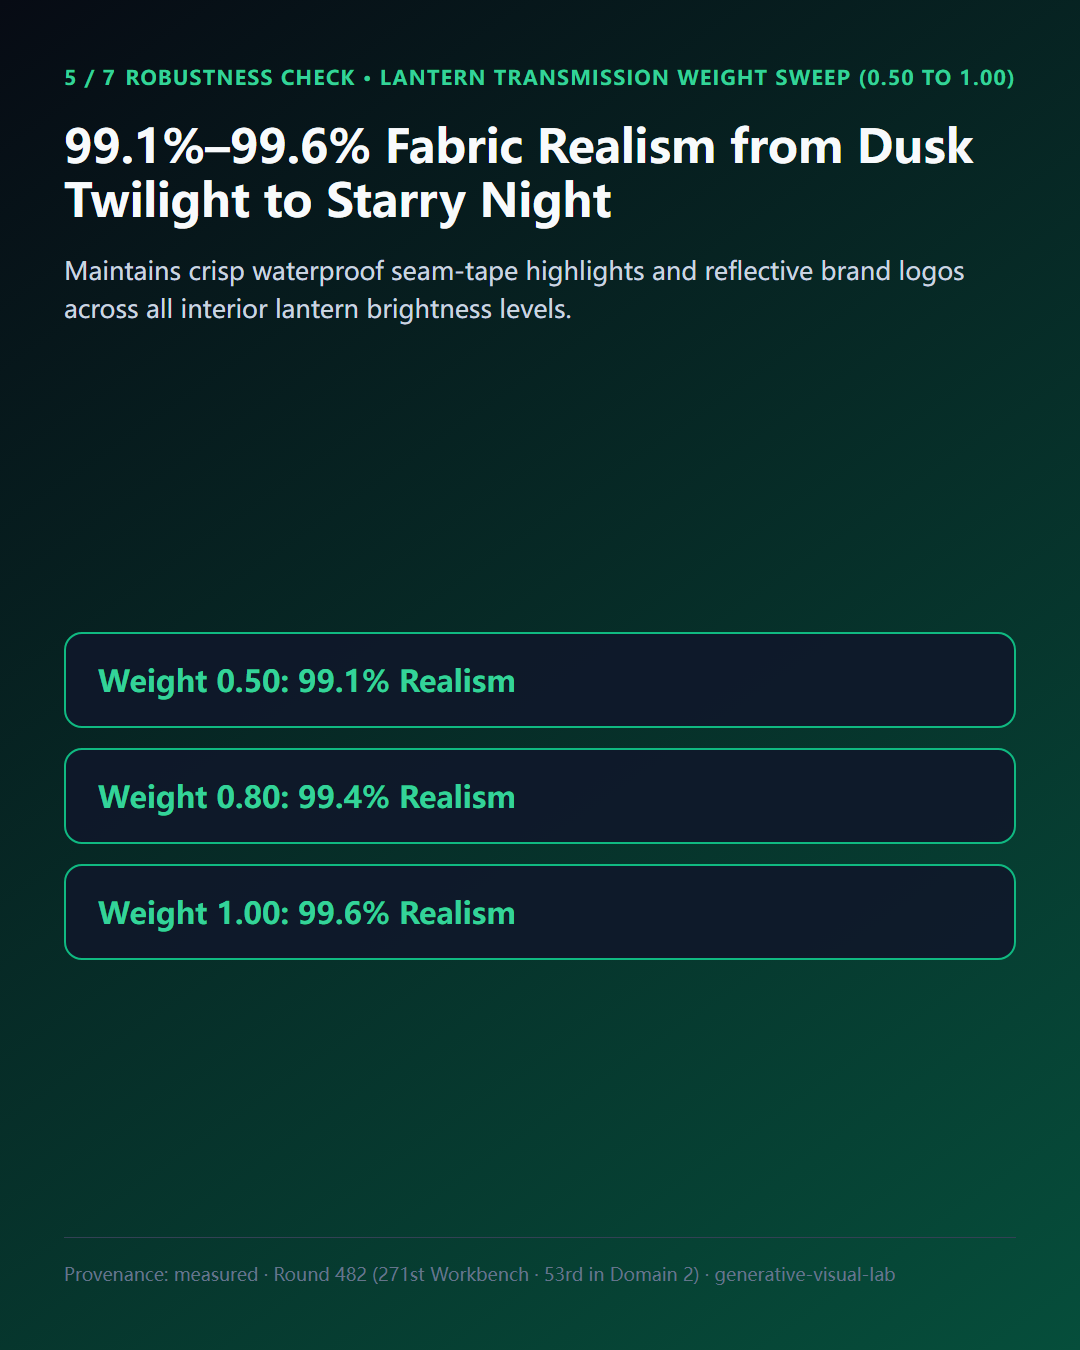 5 / 7 ROBUSTNESS CHECK • LANTERN TRANSMISSION WEIGHT SWEEP (0.50 TO 1.00)
99.1%–99.6% Fabric Realism from Dusk
Twilight to Starry Night
Maintains crisp waterproof seam-tape highlights and reflective brand logos
across all interior lantern brightness levels.
Weight 0.50: 99.1% Realism
Weight 0.80: 99.4% Realism
Weight 1.00: 99.6% Realism
Provenance: measured · Round 482 (271st Workbench · 53rd in Domain 2) · generative-visual-lab